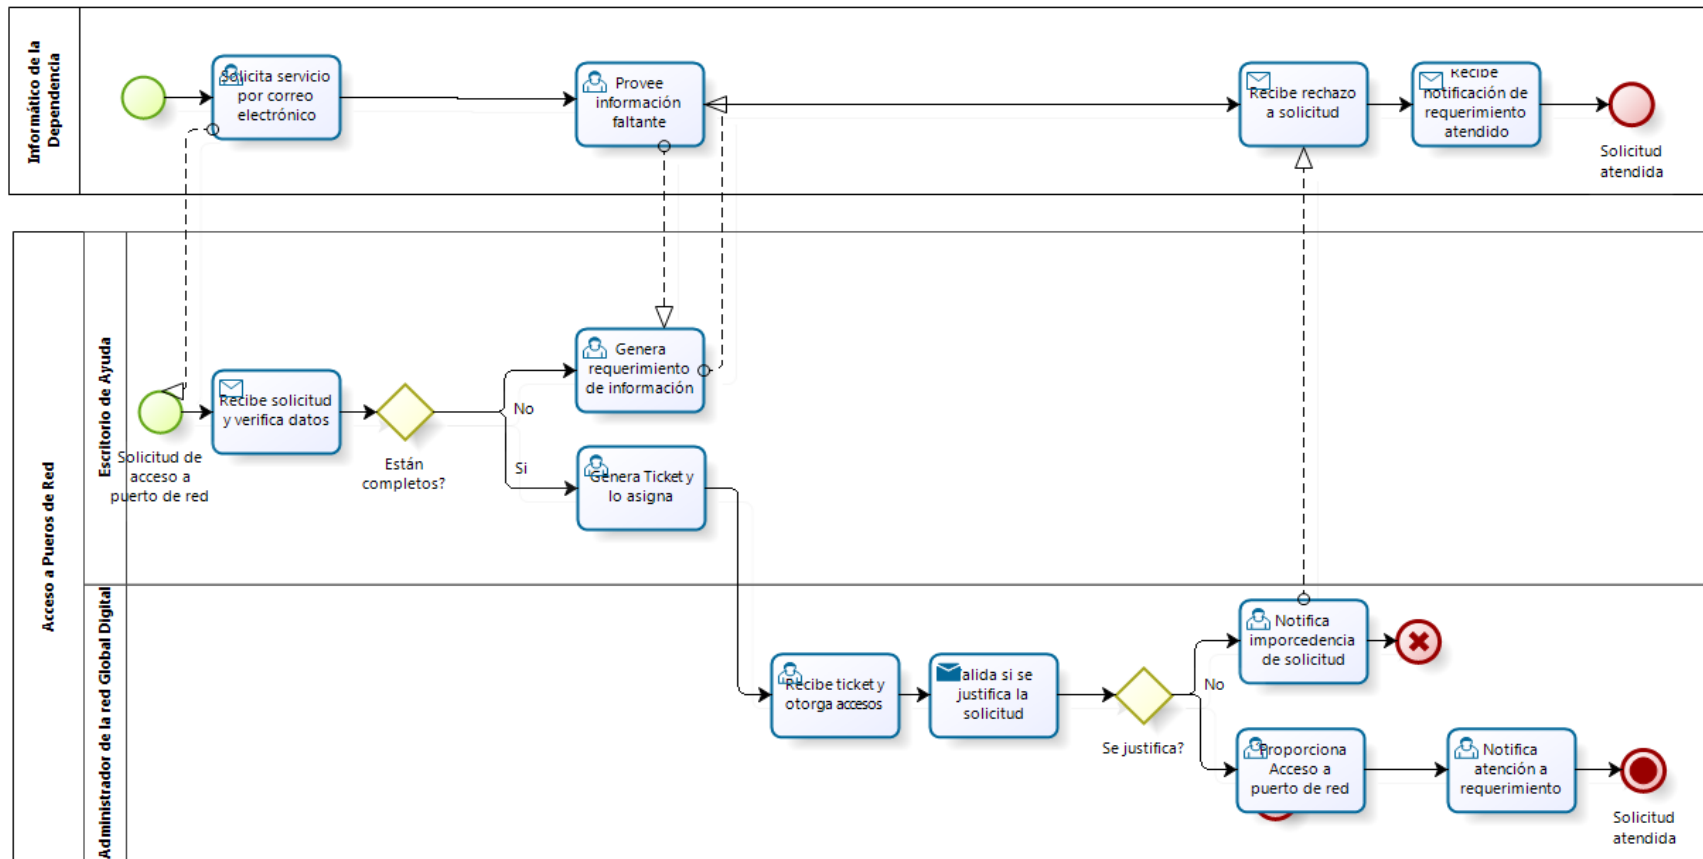 Informático de la
Dependencia
Solicita servicio
por correo
electrónico
Provee
información
faltante
Recibe rechazo
a solicitud
Recibe
notificación de
requerimiento
atendido
Solicitud
atendida
Acceso a Pueros de Red
Escritorio de Ayuda
Solicitud de
acceso a
puerto de red
Recibe solicitud
y verifica datos
Están
completos?
No
Si
Genera
requerimiento
de información
Genera Ticket y
lo asigna
Administrador de la red Global Digital
Recibe ticket y
otorga accesos
alida si se
justifica la
solicitud
Se justifica?
No
Notifica
imporcedencia
de solicitud
Proporciona
Acceso a
puerto de red
Notifica
atención a
requerimiento
Solicitud
atendida